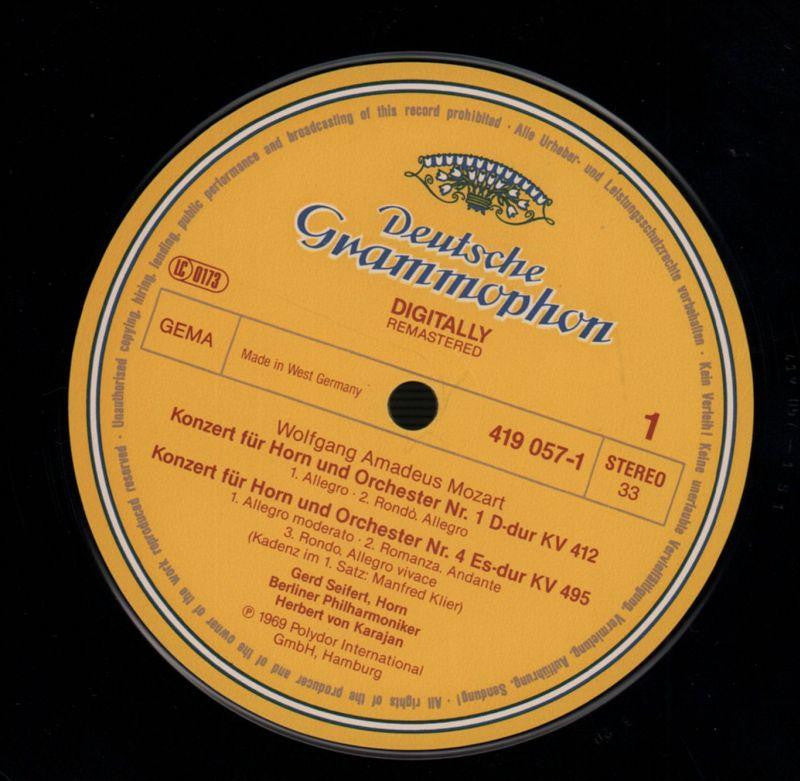 Deutsche
Grammophon
DIGITALLY
REMASTERED
LC 0173
GEMA
Made in West Germany
419 057-1
1
STEREO
33
Wolfgang Amadeus Mozart
Konzert für Horn und Orchester Nr. 1 D-dur KV 412
1. Allegro · 2. Rondò. Allegro
Konzert für Horn und Orchester Nr. 4 Es-dur KV 495
1. Allegro moderato · 2. Romanza. Andante
3. Rondo. Allegro vivace
(Kadenz im 1. Satz: Manfred Klier)
Gerd Seifert, Horn
Berliner Philharmoniker
Herbert von Karajan
℗ 1969 Polydor International
GmbH, Hamburg
Alle Urheber- und Leistungsschutzrechte vorbehalten · Kein Verleih! Keine unerlaubte Vervielfältigung, Vermietung, Aufführung, Sendung! · All rights of the producer and of the owner of the work reproduced reserved · Unauthorised copying, hiring, lending, public performance and broadcasting of this record prohibited ·